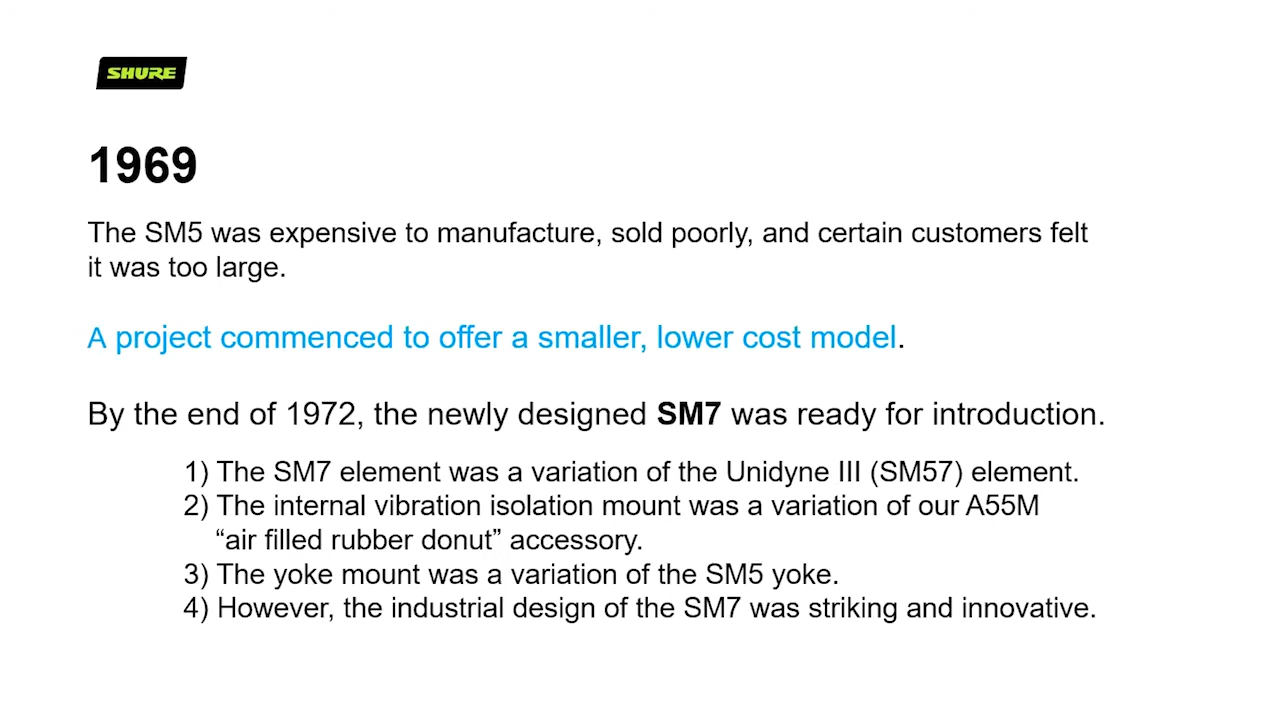 SHURE
1969
The SM5 was expensive to manufacture, sold poorly, and certain customers felt
it was too large.
A project commenced to offer a smaller, lower cost model.
By the end of 1972, the newly designed SM7 was ready for introduction.
1) The SM7 element was a variation of the Unidyne III (SM57) element.
2) The internal vibration isolation mount was a variation of our A55M
“air filled rubber donut” accessory.
3) The yoke mount was a variation of the SM5 yoke.
4) However, the industrial design of the SM7 was striking and innovative.